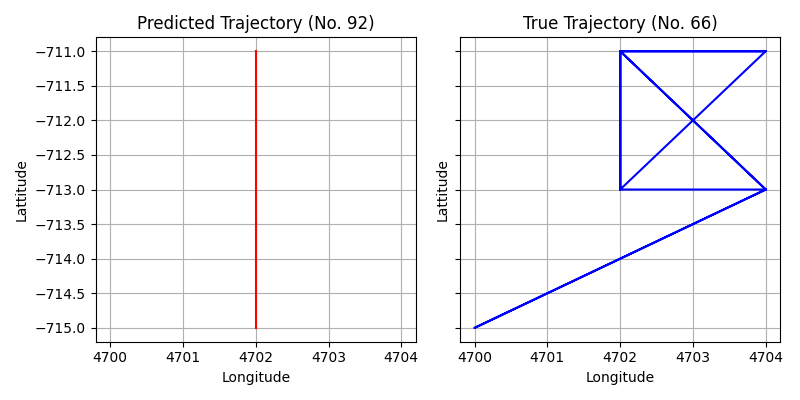 Predicted Trajectory (No. 92)
True Trajectory (No. 66)
Lattitude
−711.0
−711.5
−712.0
−712.5
−713.0
−713.5
−714.0
−714.5
−715.0
4700 4701 4702 4703 4704
Longitude
Lattitude
4700 4701 4702 4703 4704
Longitude